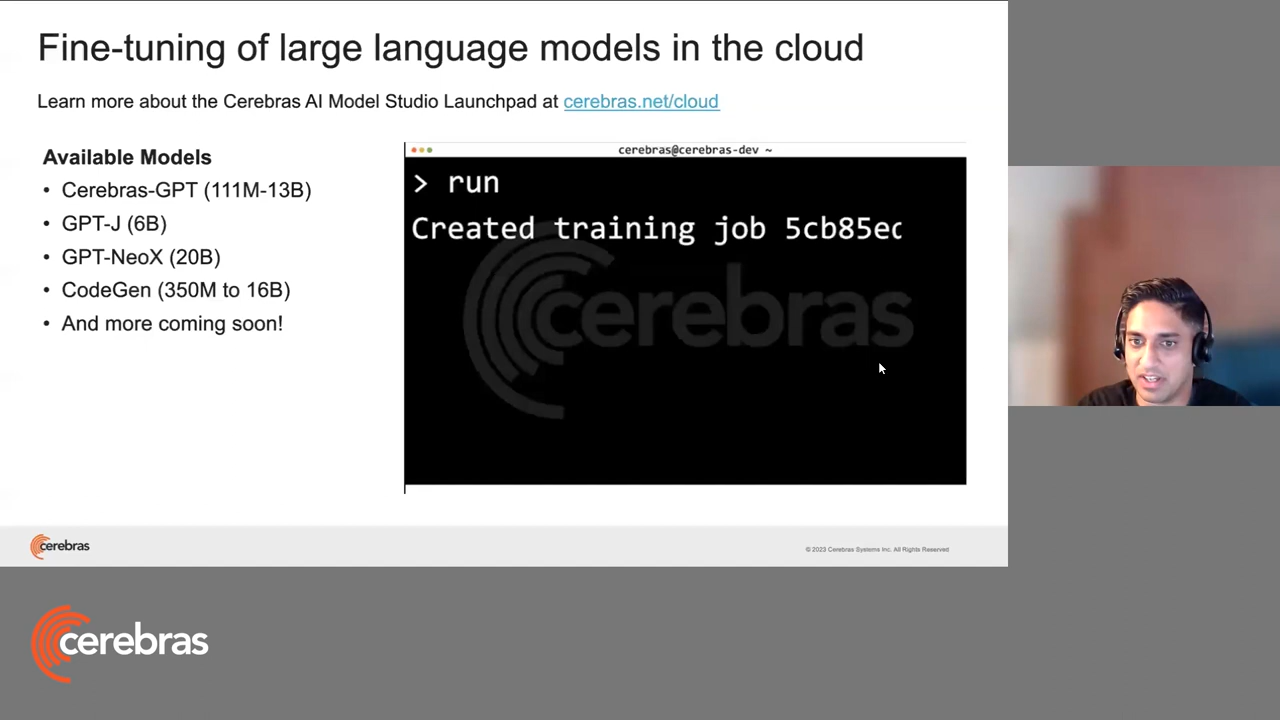 Fine-tuning of large language models in the cloud
Learn more about the Cerebras AI Model Studio Launchpad at cerebras.net/cloud
Available Models
• Cerebras-GPT (111M-13B)
• GPT-J (6B)
• GPT-NeoX (20B)
• CodeGen (350M to 16B)
• And more coming soon!
cerebras@cerebras-dev ~
> run
Created training job 5cb85ec
cerebras
cerebras
© 2023 Cerebras Systems Inc. All Rights Reserved
cerebras